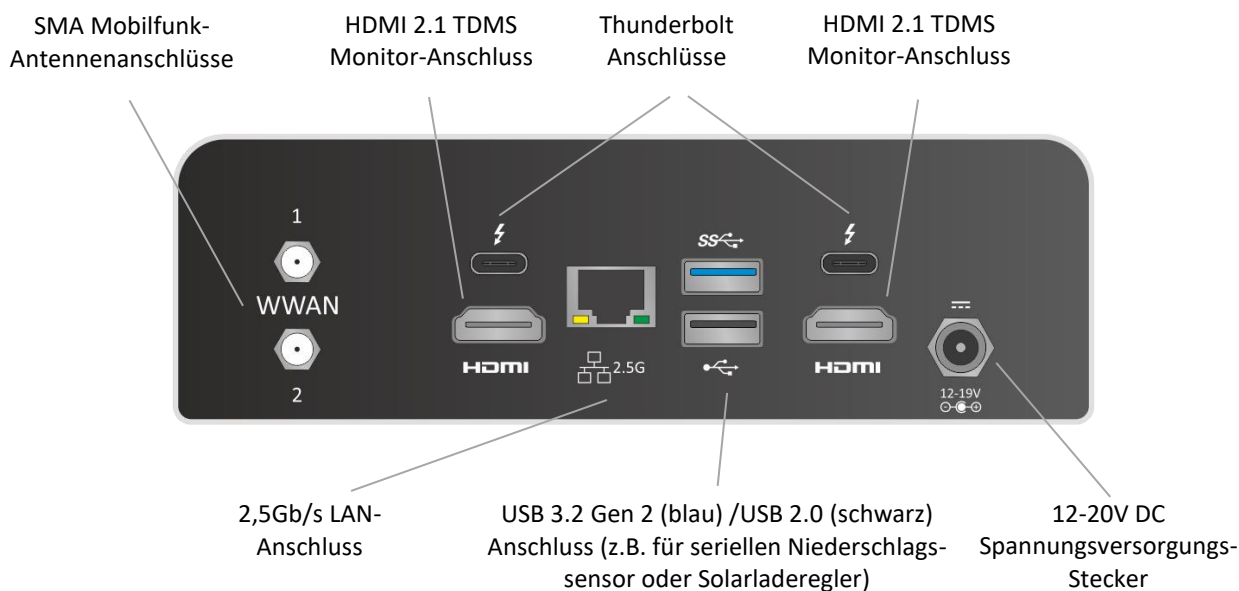 SMA Mobilfunk-
Antennenanschlüsse
HDMI 2.1 TDMS
Monitor-Anschluss
Thunderbolt
Anschlüsse
HDMI 2.1 TDMS
Monitor-Anschluss
1
WWAN
2
SS
HDMI
2.5G
HDMI
12-19V
2,5Gb/s LAN-
Anschluss
USB 3.2 Gen 2 (blau) /USB 2.0 (schwarz)
Anschluss (z.B. für seriellen Niederschlags-
sensor oder Solarladeregler)
12-20V DC
Spannungsversorgungs-
Stecker